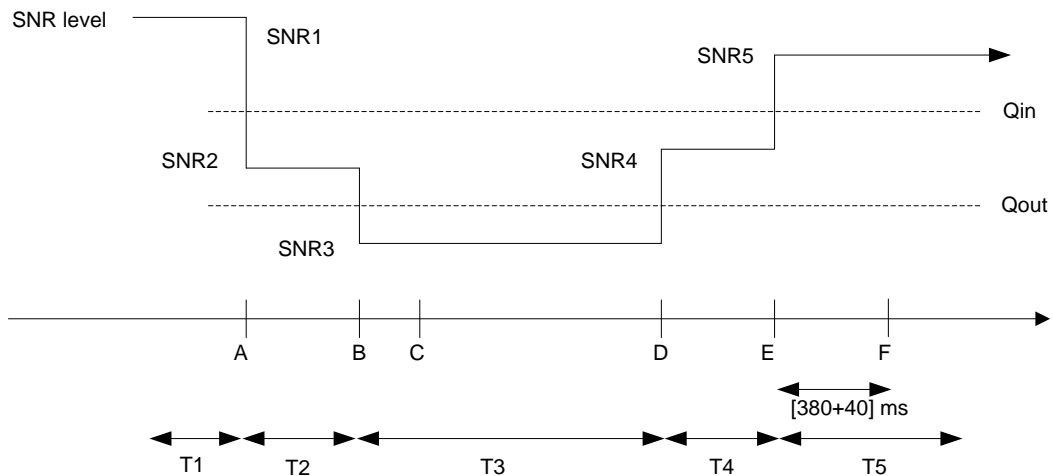 SNR level
SNR1
SNR5
Qin
SNR2
SNR4
Qout
SNR3
A
B
C
D
E
F
[380+40] ms
T1
T2
T3
T4
T5